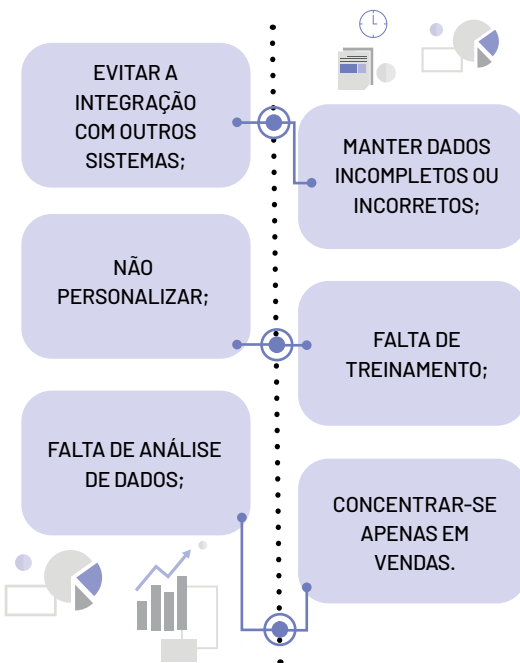 EVITAR A
INTEGRAÇÃO
COM OUTROS
SISTEMAS;
MANTER DADOS
INCOMPLETOS OU
INCORRETOS;
NÃO
PERSONALIZAR;
FALTA DE
TREINAMENTO;
FALTA DE ANÁLISE
DE DADOS;
CONCENTRAR-SE
APENAS EM
VENDAS.